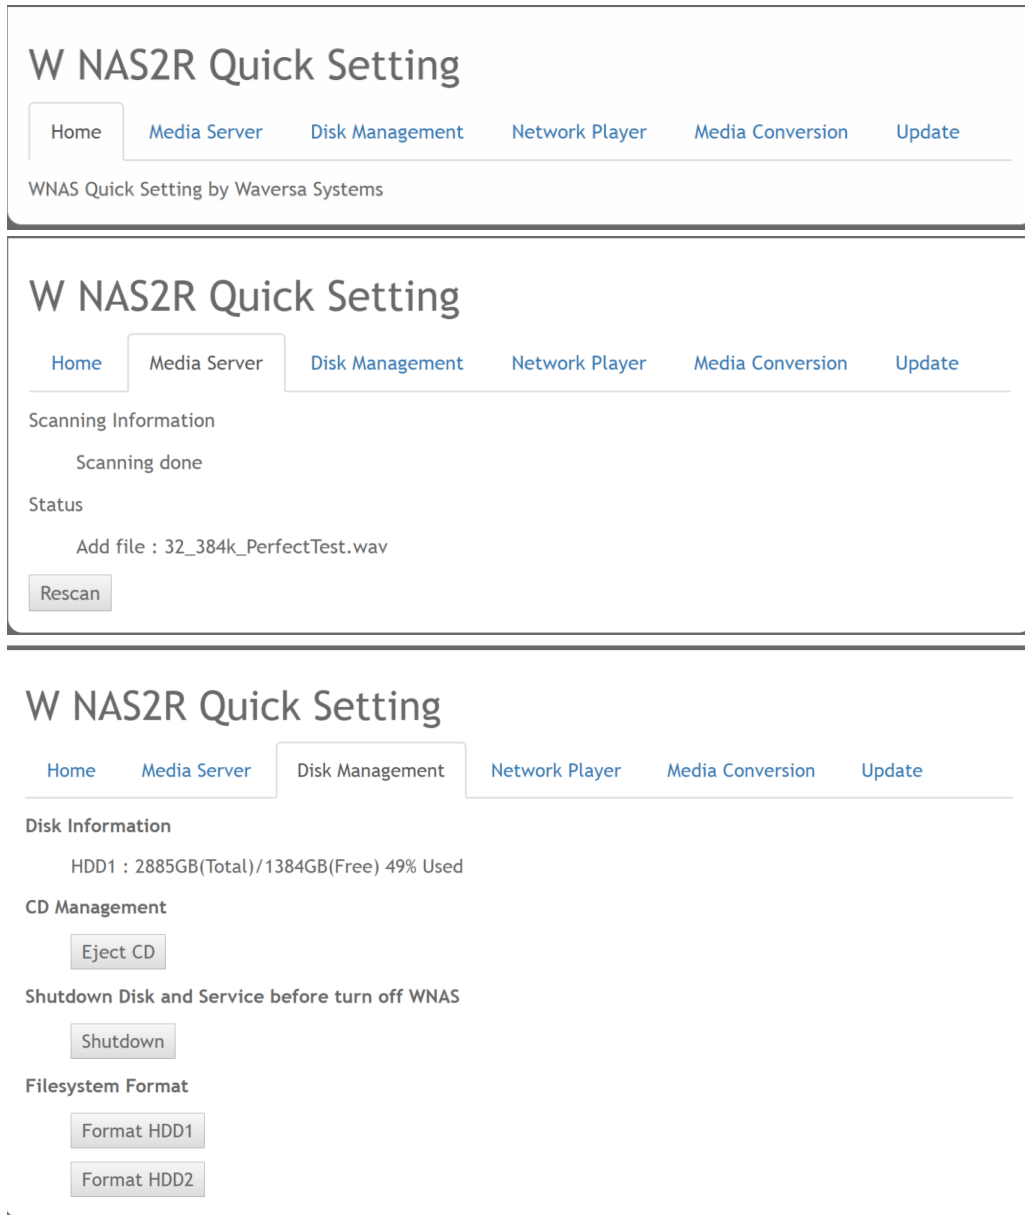 W NAS2R Quick Setting
Home Media Server Disk Management Network Player Media Conversion Update
WNAS Quick Setting by Waversa Systems
W NAS2R Quick Setting
Home Media Server Disk Management Network Player Media Conversion Update
Scanning Information
Scanning done
Status
Add file : 32_384k_PerfectTest.wav
Rescan
W NAS2R Quick Setting
Home Media Server Disk Management Network Player Media Conversion Update
Disk Information
HDD1 : 2885GB(Total)/1384GB(Free) 49% Used
CD Management
Eject CD
Shutdown Disk and Service before turn off WNAS
Shutdown
Filesystem Format
Format HDD1
Format HDD2